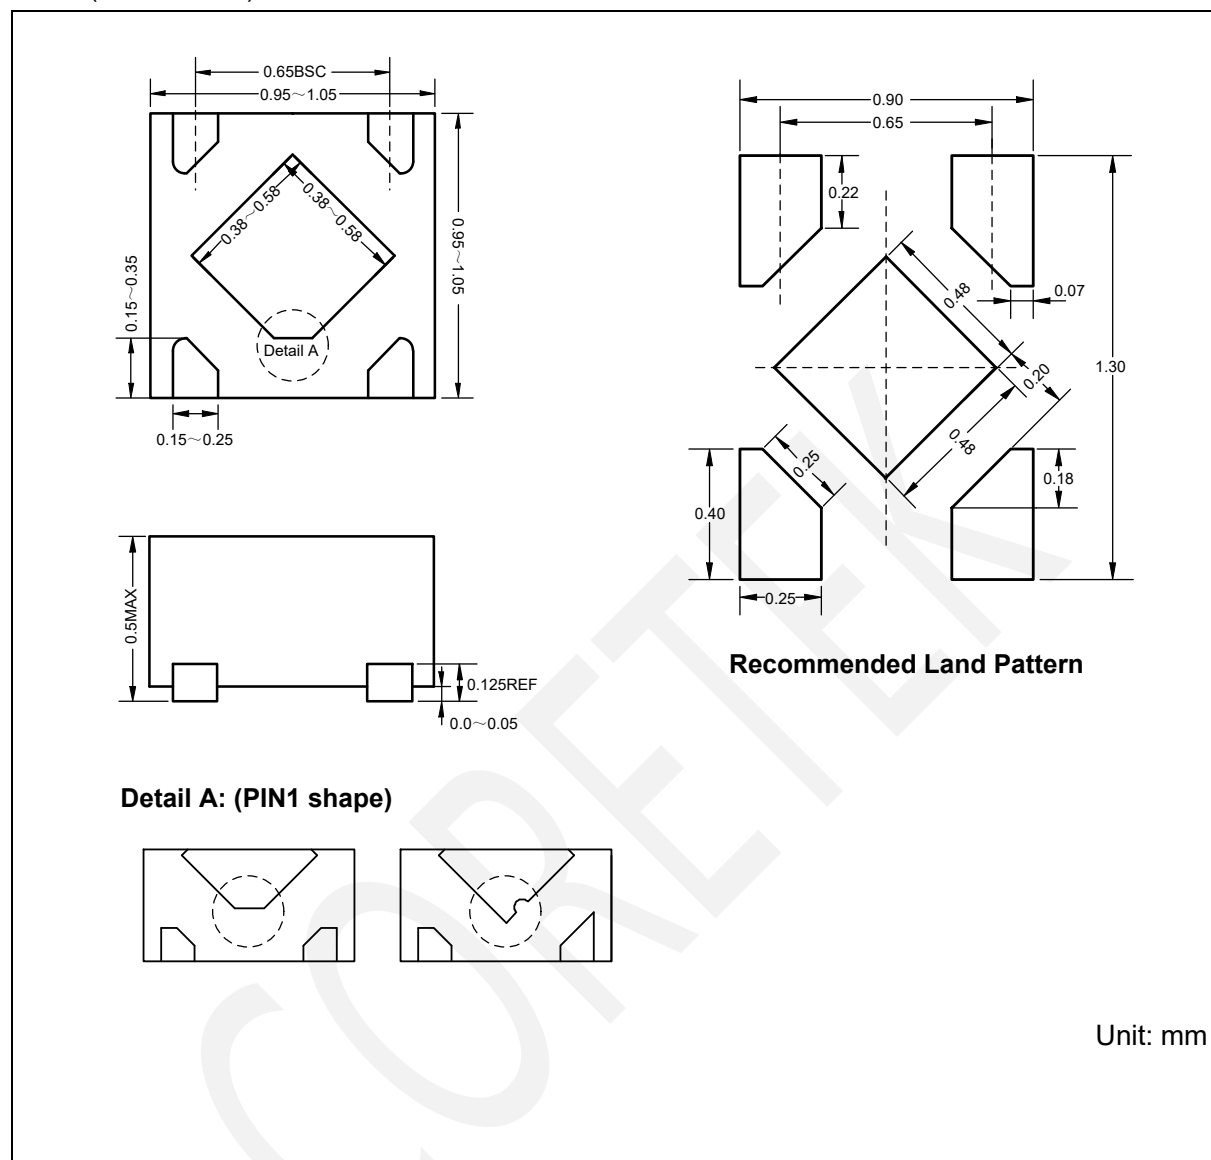 0.65BSC
0.95～1.05
0.38～0.58
0.38～0.58
0.95～1.05
0.15～0.35
Detail A
0.15～0.25
0.90
0.65
0.22
0.48
0.07
0.20
1.30
0.48
0.25
0.18
0.40
0.25
Recommended Land Pattern
0.5MAX
0.125REF
0.0～0.05
Detail A: (PIN1 shape)
Unit: mm
CORETEK